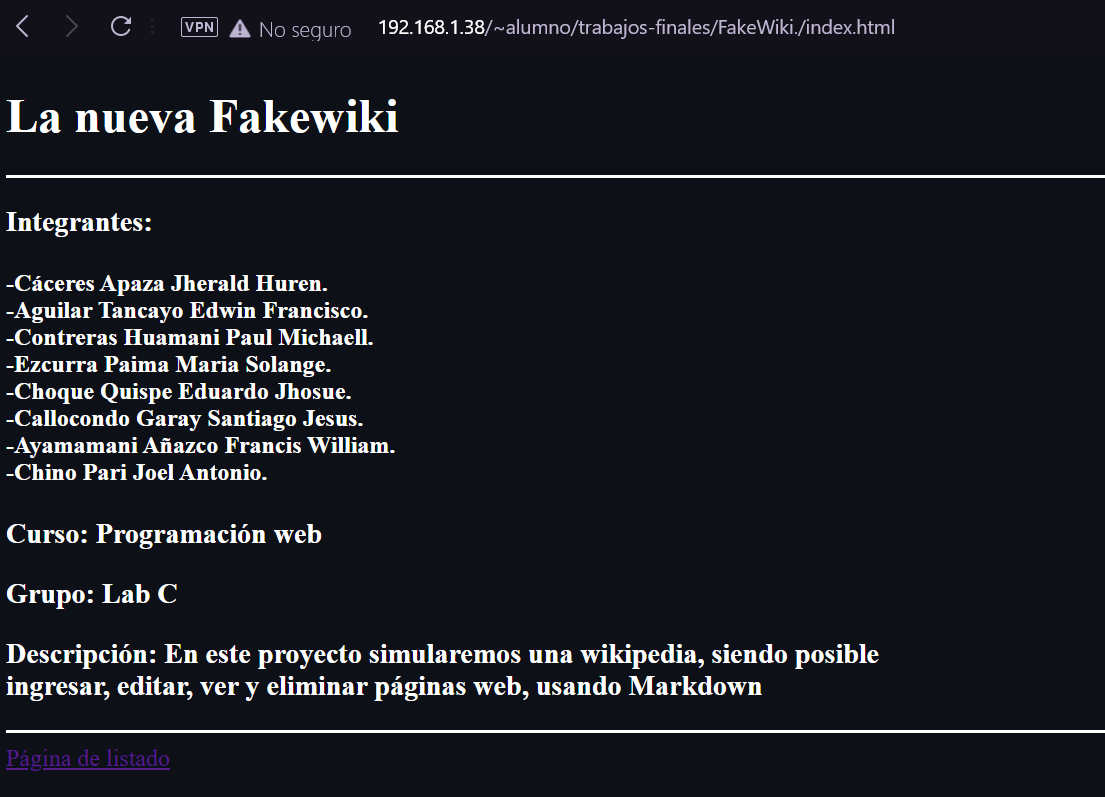 VPN No seguro 192.168.1.38/~alumno/trabajos-finales/FakeWiki./index.html
La nueva Fakewiki
Integrantes:
-Cáceres Apaza Jherald Huren.
-Aguilar Tancayo Edwin Francisco.
-Contreras Huamani Paul Michaell.
-Ezcurra Paima Maria Solange.
-Choque Quispe Eduardo Jhosue.
-Callocondo Garay Santiago Jesus.
-Ayamamani Añazco Francis William.
-Chino Pari Joel Antonio.
Curso: Programación web
Grupo: Lab C
Descripción: En este proyecto simularemos una wikipedia, siendo posible
ingresar, editar, ver y eliminar páginas web, usando Markdown
Página de listado